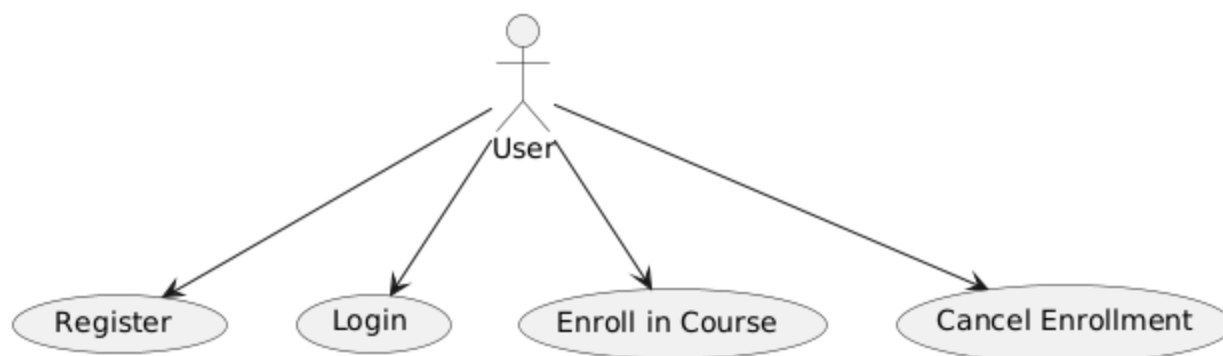 User
Register
Login
Enroll in Course
Cancel Enrollment